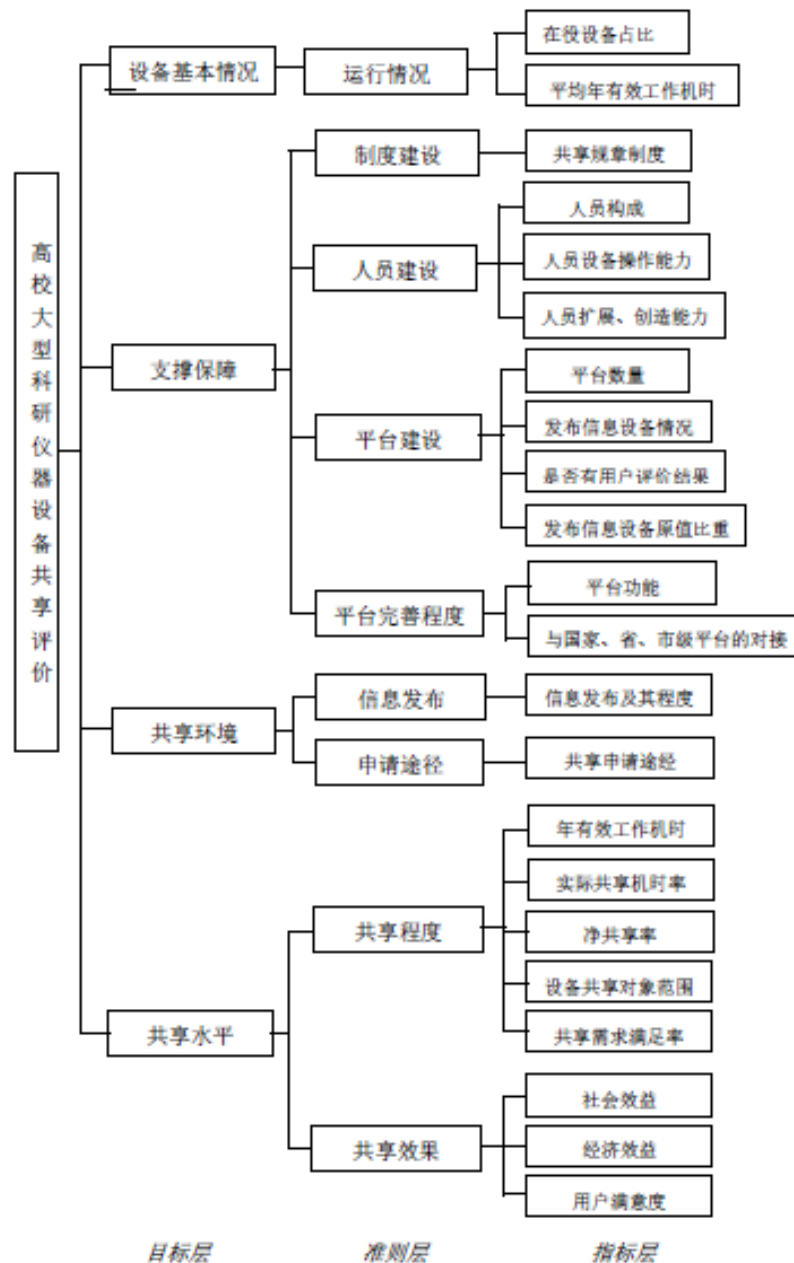 高校大型科研仪器设备共享评价
设备基本情况
运行情况
在役设备占比
平均年有效工作机时
支撑保障
制度建设
共享规章制度
人员建设
人员构成
人员设备操作能力
人员扩展、创造能力
平台建设
平台数量
发布信息设备情况
是否有用户评价结果
发布信息设备原值比重
平台完善程度
平台功能
与国家、省、市级平台的对接
共享环境
信息发布
信息发布及其程度
申请途径
共享申请途经
共享水平
共享程度
年有效工作机时
实际共享机时率
净共享率
设备共享对象范围
共享需求满足率
共享效果
社会效益
经济效益
用户满意度
目标层
准则层
指标层